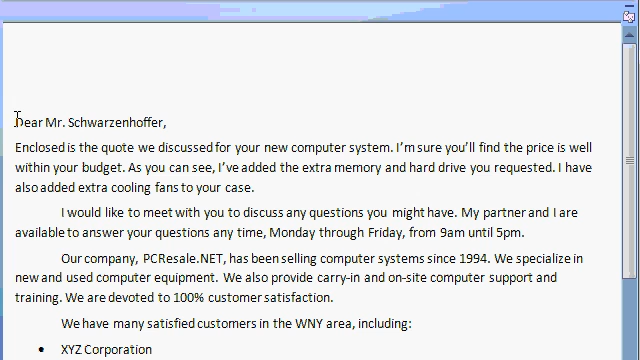 Dear Mr. Schwarzenhoffer,
Enclosed is the quote we discussed for your new computer system. I'm sure you'll find the price is well
within your budget. As you can see, I've added the extra memory and hard drive you requested. I have
also added extra cooling fans to your case.
I would like to meet with you to discuss any questions you might have. My partner and I are
available to answer your questions any time, Monday through Friday, from 9am until 5pm.
Our company, PCResale.NET, has been selling computer systems since 1994. We specialize in
new and used computer equipment. We also provide carry-in and on-site computer support and
training. We are devoted to 100% customer satisfaction.
We have many satisfied customers in the WNY area, including:
• XYZ Corporation